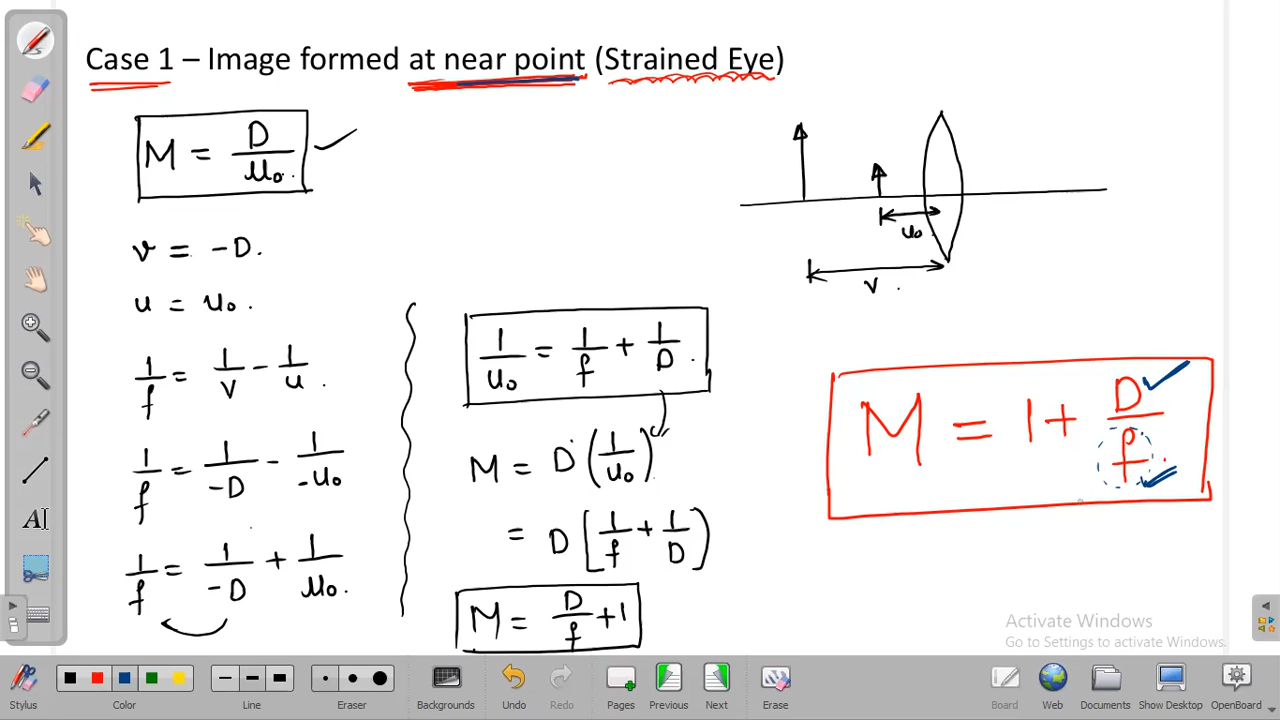 Case 1 – Image formed at near point (Strained Eye)
M = D/u₀
v = -D.
u = u₀.
1/f = 1/v - 1/u.
1/f = 1/-D - 1/-u₀
1/f = 1/-D + 1/u₀.
1/u₀ = 1/f + 1/D.
M = D(1/u₀)
= D[1/f + 1/D)
M = D/f + 1
u₀.
v.
M = 1 + D/f.
Activate Windows
Go to Settings to activate Windows.
Stylus
Color
Line
Eraser
Backgrounds
Undo
Redo
Pages
Previous
Next
Erase
Board
Web
Documents
Show Desktop
OpenBoard